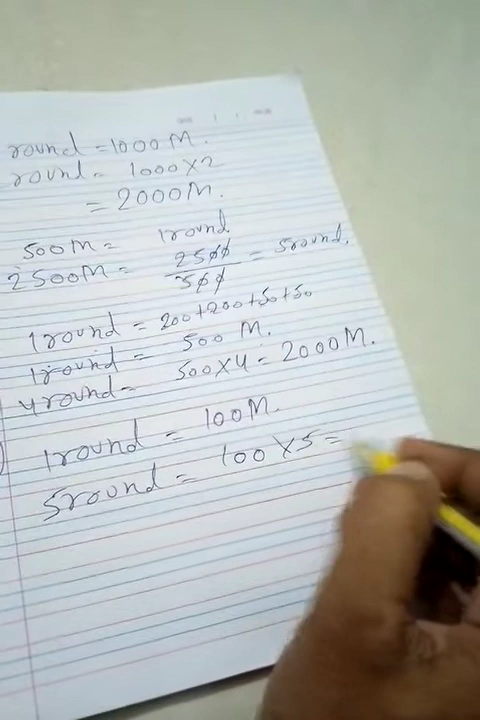 round = 1000 M.
round = 1000 × 2
= 2000 M.
500 M = 1 round
2500 M = 2500/500 = 5 round.
1 round = 200 + 200 + 50 + 50
1 round = 500 M.
4 round = 500 × 4 = 2000 M.
) 1 round = 100 M.
5 round = 100 × 5 =